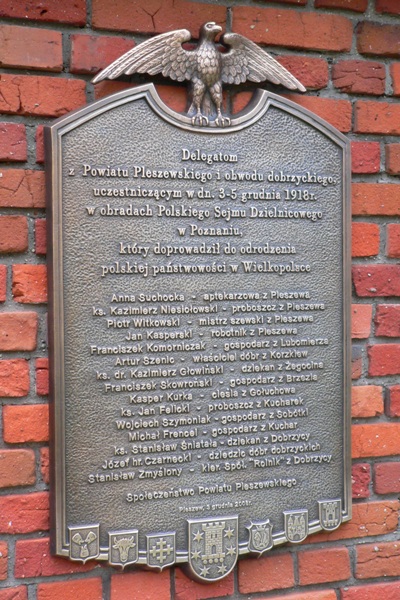 Delegatom
z Powiatu Pleszewskiego i obwodu dobrzyckiego,
uczestniczącym w dn. 3-5 grudnia 1918r.
w obradach Polskiego Sejmu Dzielnicowego
w Poznaniu,
który doprowadził do odrodzenia
polskiej państwowości w Wielkopolsce
Anna Suchocka - aptekarzowa z Pleszewa
ks. Kazimierz Niesiołowski - proboszcz z Pleszewa
Piotr Witkowski - mistrz szewski z Pleszewa
Jan Kasperski - robotnik z Pleszewa
Franciszek Komorniczak - gospodarz z Lubomierza
Artur Szenic - właściciel dóbr z Korzkiew
ks. dr. Kazimierz Głowiński - dziekan z Żegocina
Franciszek Skowroński - gospodarz z Brzezia
Kasper Kurka - cieśla z Gołuchowa
ks. Jan Felicki - proboszcz z Kucharek
Wojciech Szymoniak - gospodarz z Sobótki
Michał Frencel - gospodarz z Kuchar
ks. Stanisław Śniatała - dziekan z Dobrzycy
Józef hr. Czarnecki - dziedzic dóbr dobrzyckich
Stanisław Zmyślony - kier. Spół. "Rolnik" z Dobrzycy
Społeczeństwo Powiatu Pleszewskiego
Pleszew, 3 grudnia 2008r.